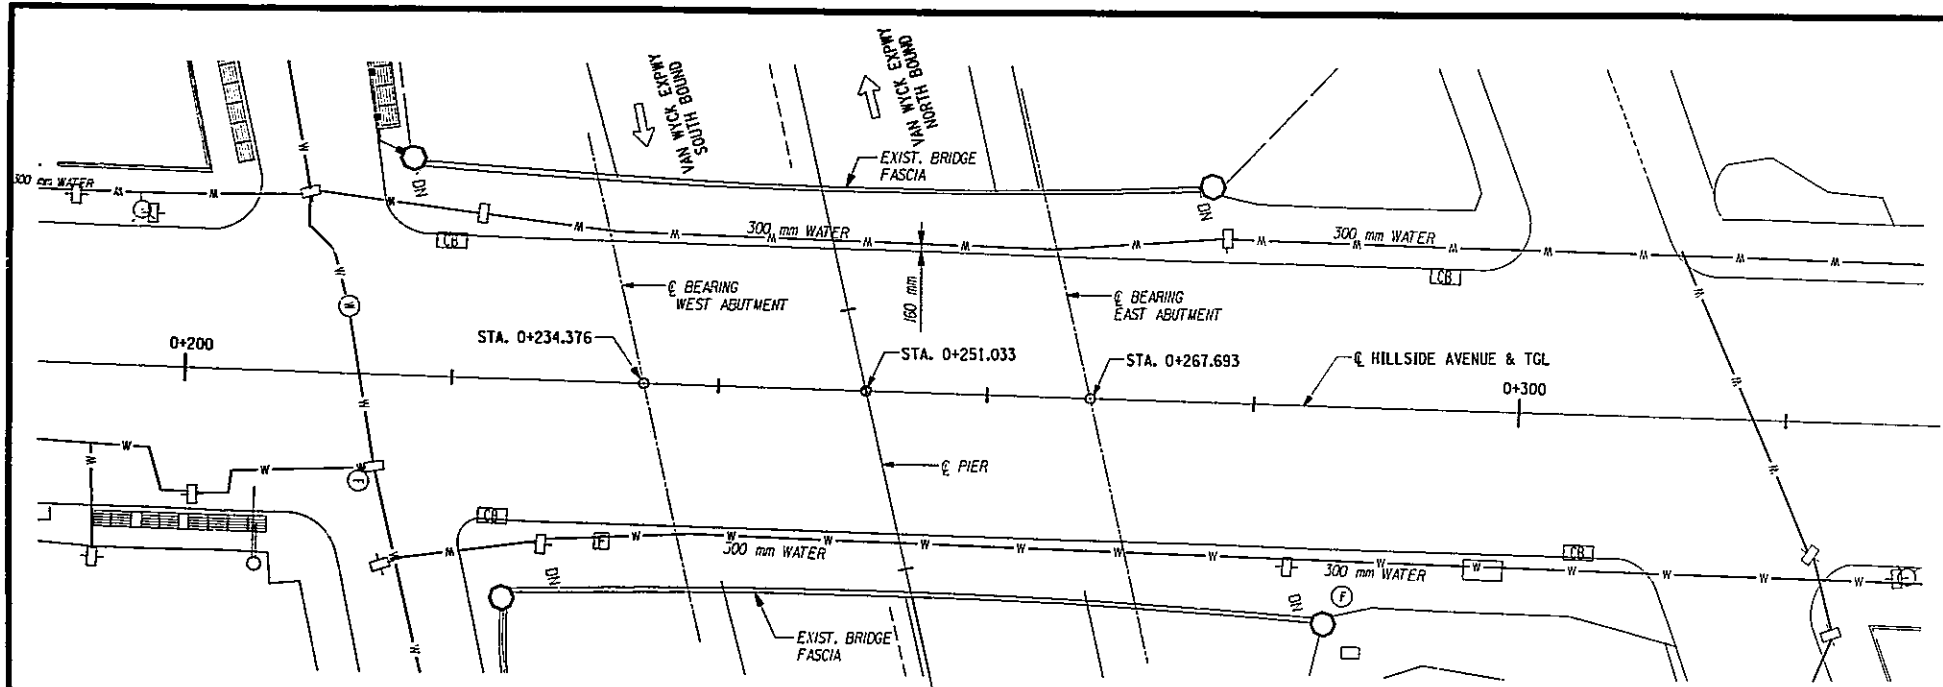 VAN WYCK EXPWY
SOUTH BOUND
VAN WYCK EXPWY
NORTH BOUND
EXIST. BRIDGE
FASCIA
300 mm WATER
W
W
W
DN
DN
CB
300 mm WATER
300 mm WATER
CB
℄ BEARING
WEST ABUTMENT
160 mm
℄ BEARING
EAST ABUTMENT
0+200
STA. 0+234.376
STA. 0+251.033
STA. 0+267.693
℄ HILLSIDE AVENUE & TGL
0+300
℄ PIER
W
W
W
F
CB
F
300 mm WATER
W
W
W
CB
300 mm WATER
DN
DN
F
EXIST. BRIDGE
FASCIA